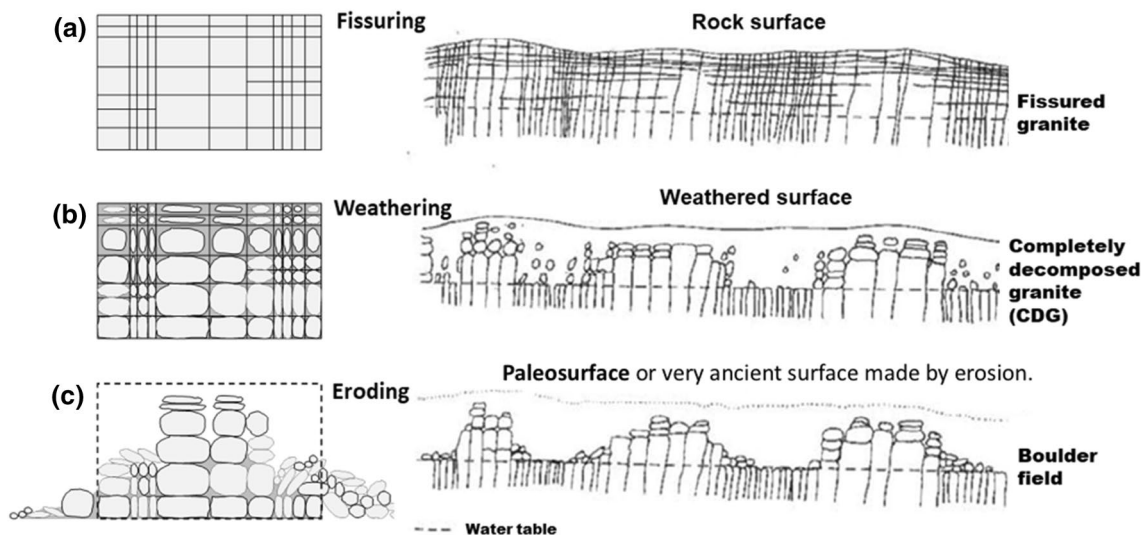 (a)
Fissuring
Rock surface
Fissured
granite
(b)
Weathering
Weathered surface
Completely
decomposed
granite
(CDG)
(c)
Eroding
Paleosurface or very ancient surface made by erosion.
Boulder
field
Water table